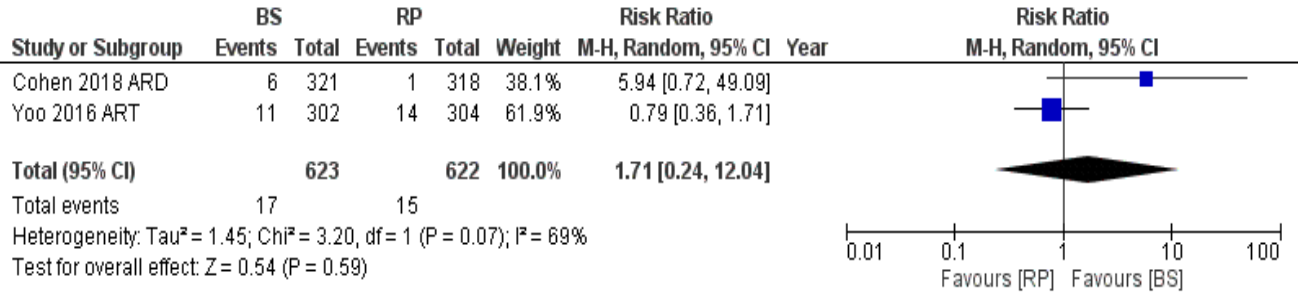 BS RP Risk Ratio Risk Ratio
Study or Subgroup Events Total Events Total Weight M-H, Random, 95% CI Year M-H, Random, 95% CI
Cohen 2018 ARD 6 321 1 318 38.1% 5.94 [0.72, 49.09]
Yoo 2016 ART 11 302 14 304 61.9% 0.79 [0.36, 1.71]
Total (95% CI) 623 622 100.0% 1.71 [0.24, 12.04]
Total events 17 15
Heterogeneity: Tau² = 1.45; Chi² = 3.20, df = 1 (P = 0.07); I² = 69%
Test for overall effect: Z = 0.54 (P = 0.59)
0.01 0.1 1 10 100
Favours [RP] Favours [BS]